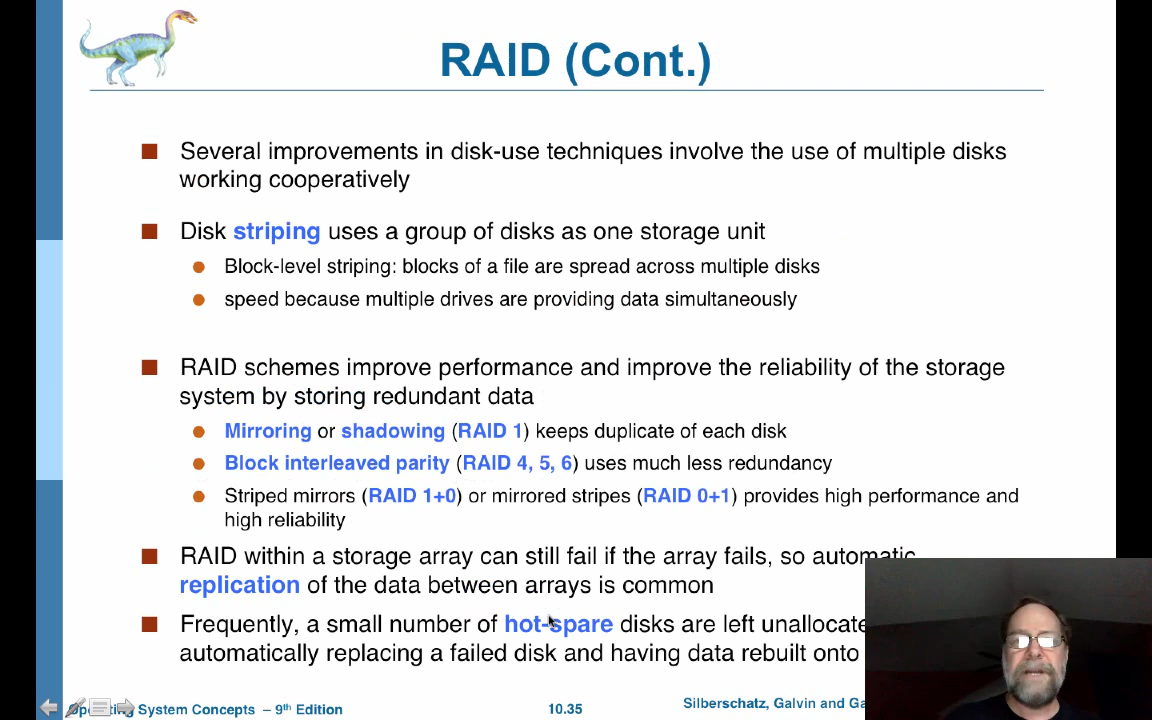 RAID (Cont.)
Several improvements in disk-use techniques involve the use of multiple disks
working cooperatively
Disk striping uses a group of disks as one storage unit
Block-level striping: blocks of a file are spread across multiple disks
speed because multiple drives are providing data simultaneously
RAID schemes improve performance and improve the reliability of the storage
system by storing redundant data
Mirroring or shadowing (RAID 1) keeps duplicate of each disk
Block interleaved parity (RAID 4, 5, 6) uses much less redundancy
Striped mirrors (RAID 1+0) or mirrored stripes (RAID 0+1) provides high performance and
high reliability
RAID within a storage array can still fail if the array fails, so automatic
replication of the data between arrays is common
Frequently, a small number of hot-spare disks are left
automatically replacing a failed disk and having data rebuilt onto
System Concepts – 9th Edition
10.35
Silberschatz, Galvin and